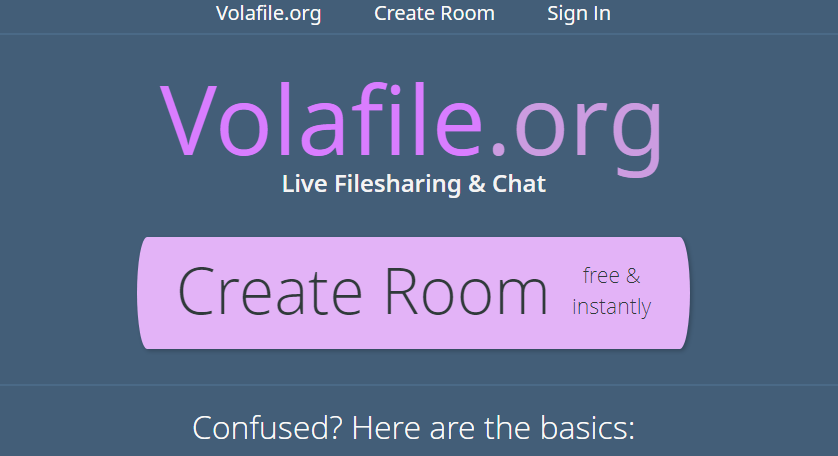 Volafile.org Create Room Sign In
Volafile.org
Live Filesharing & Chat
Create Room free &
instantly
Confused? Here are the basics: